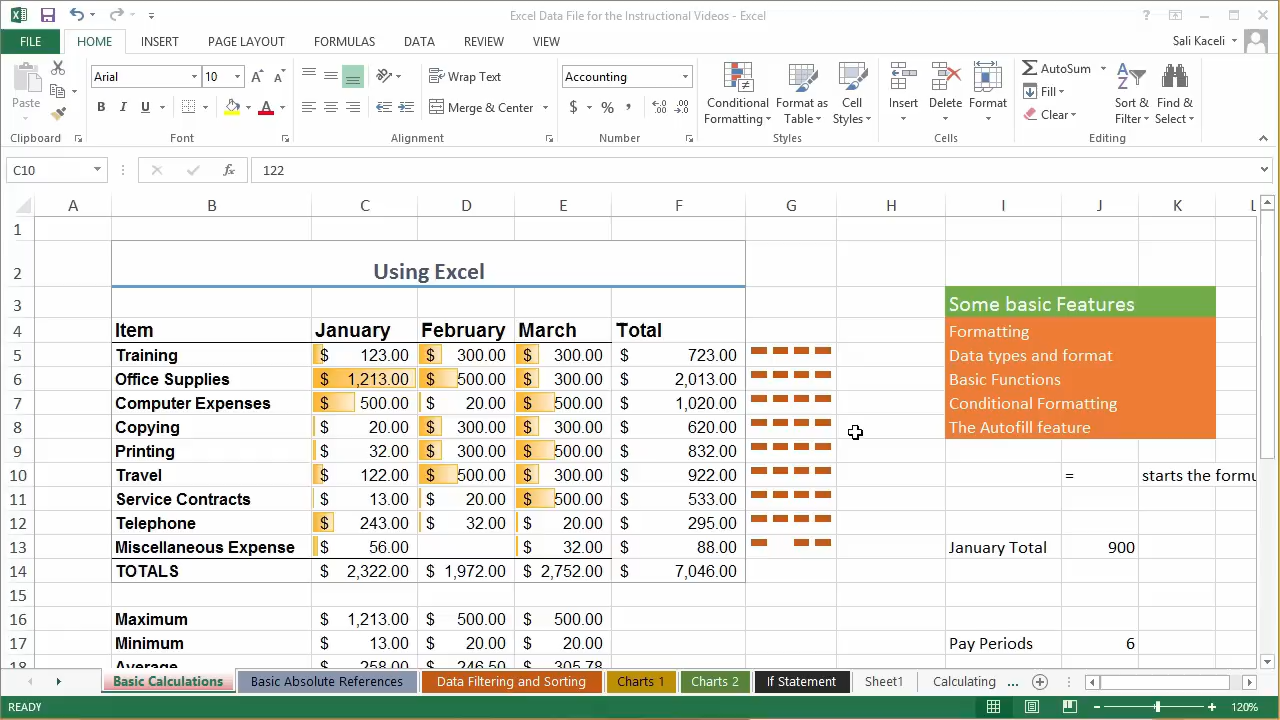 Excel Data File for the Instructional Videos - Excel
?
FILE HOME INSERT PAGE LAYOUT FORMULAS DATA REVIEW VIEW Sali Kaceli
Paste
Arial 10 A A
B I U A
Wrap Text
Merge & Center
Accounting
$ % , .00 .00
Conditional Formatting
Format as Table
Cell Styles
Insert Delete Format
AutoSum
Fill
Clear
Sort & Filter
Find & Select
Clipboard Font Alignment Number Styles Cells Editing
C10 fx 122
A B C D E F G H I J K L
1
2 Using Excel
3 Some basic Features
4 Item January February March Total Formatting
5 Training $ 123.00 $ 300.00 $ 300.00 $ 723.00 Data types and format
6 Office Supplies $ 1,213.00 $ 500.00 $ 300.00 $ 2,013.00 Basic Functions
7 Computer Expenses $ 500.00 $ 20.00 $ 500.00 $ 1,020.00 Conditional Formatting
8 Copying $ 20.00 $ 300.00 $ 300.00 $ 620.00 The Autofill feature
9 Printing $ 32.00 $ 300.00 $ 500.00 $ 832.00
10 Travel $ 122.00 $ 500.00 $ 300.00 $ 922.00 = starts the formu
11 Service Contracts $ 13.00 $ 20.00 $ 500.00 $ 533.00
12 Telephone $ 243.00 $ 32.00 $ 20.00 $ 295.00
13 Miscellaneous Expense $ 56.00 $ 32.00 $ 88.00 January Total 900
14 TOTALS $ 2,322.00 $ 1,972.00 $ 2,752.00 $ 7,046.00
15
16 Maximum $ 1,213.00 $ 500.00 $ 500.00
17 Minimum $ 13.00 $ 20.00 $ 20.00 Pay Periods 6
18 Average $ 258.00 $ 246.50 $ 305.78
Basic Calculations Basic Absolute References Data Filtering and Sorting Charts 1 Charts 2 If Statement Sheet1 Calculating ...
READY 120%